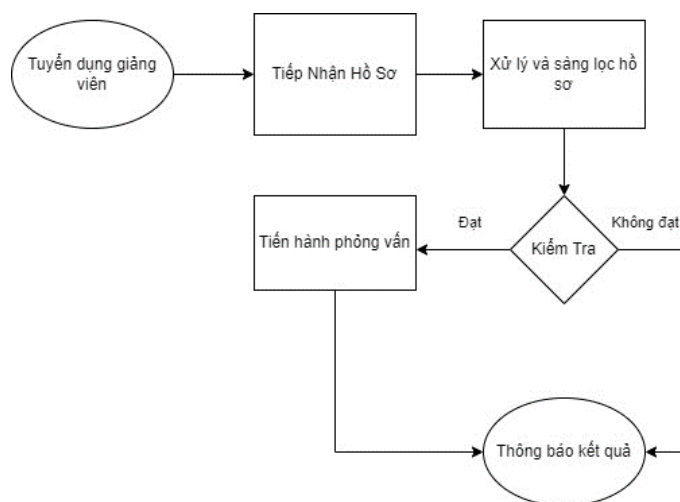 Tuyển dụng giảng
viên
Tiếp Nhận Hồ Sơ
Xử lý và sàng lọc hồ
sơ
Đạt
Không đạt
Tiến hành phỏng vấn
Kiểm Tra
Thông báo kết quả